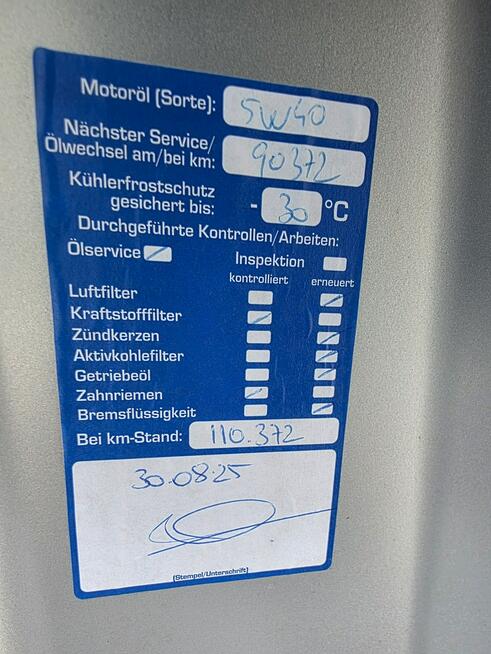 Motoröl (Sorte): 5W40
Nächster Service/
Ölwechsel am/bei km: 90372
Kühlerfrostschutz
gesichert bis: - 30 °C
Durchgeführte Kontrollen/Arbeiten:
Ölservice Inspektion
kontrolliert erneuert
Luftfilter
Kraftstofffilter
Zündkerzen
Aktivkohlefilter
Getriebeöl
Zahnriemen
Bremsflüssigkeit
Bei km-Stand: 110.372
30.08.25
(Stempel/Unterschrift)